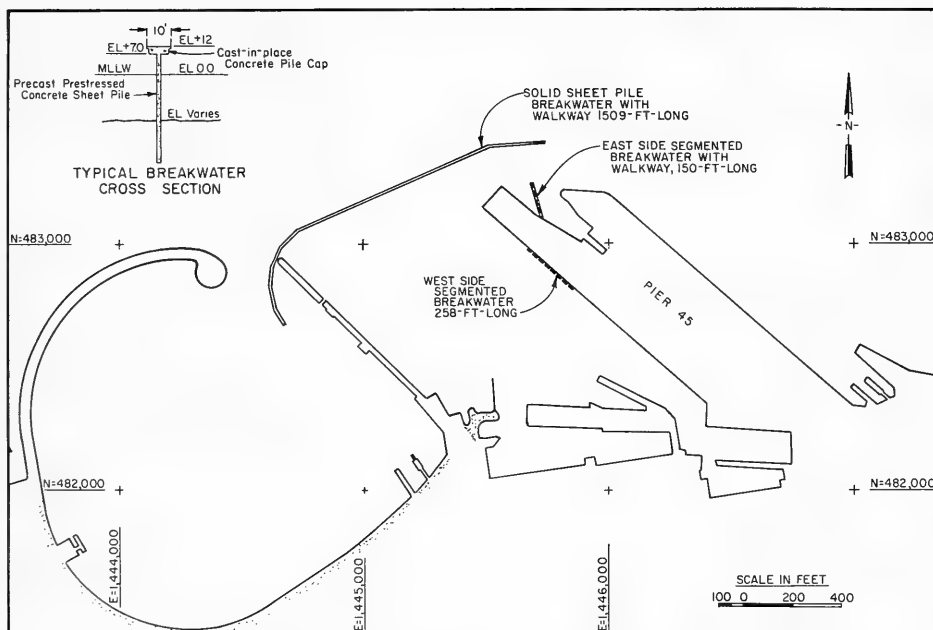 10'
EL+7.0
EL+12
Cast-in-place
Concrete Pile Cap
MLLW
EL 0.0
Precast Prestressed
Concrete Sheet Pile
EL Varies
TYPICAL BREAKWATER
CROSS SECTION
SOLID SHEET PILE
BREAKWATER WITH
WALKWAY 1509-FT-LONG
EAST SIDE SEGMENTED
BREAKWATER WITH
WALKWAY, 150-FT-LONG
-N-
N=483,000
N=483,000
WEST SIDE
SEGMENTED
BREAKWATER
258-FT-LONG
PIER 45
N=482,000
N=482,000
E=1,444,000
E=1,445,000
E=1,446,000
SCALE IN FEET
100 0 200 400